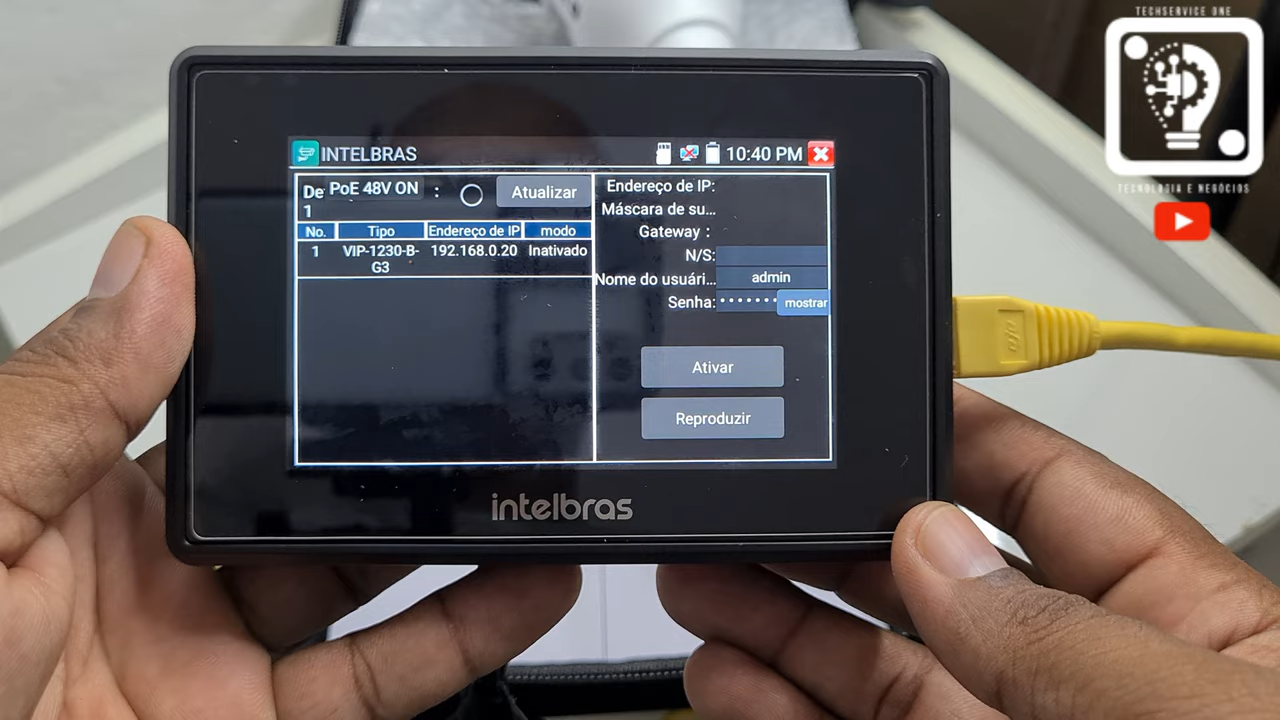 TECHSERVICE ONE
TECNOLOGIA E NEGÓCIOS
INTELBRAS
10:40 PM
De PoE 48V ON :
1
Atualizar
No. Tipo Endereço de IP modo
1 VIP-1230-B-G3 192.168.0.20 Inativado
Endereço de IP:
Máscara de su...
Gateway :
N/S:
Nome do usuári... admin
Senha: ••••••• mostrar
Ativar
Reproduzir
intelbras